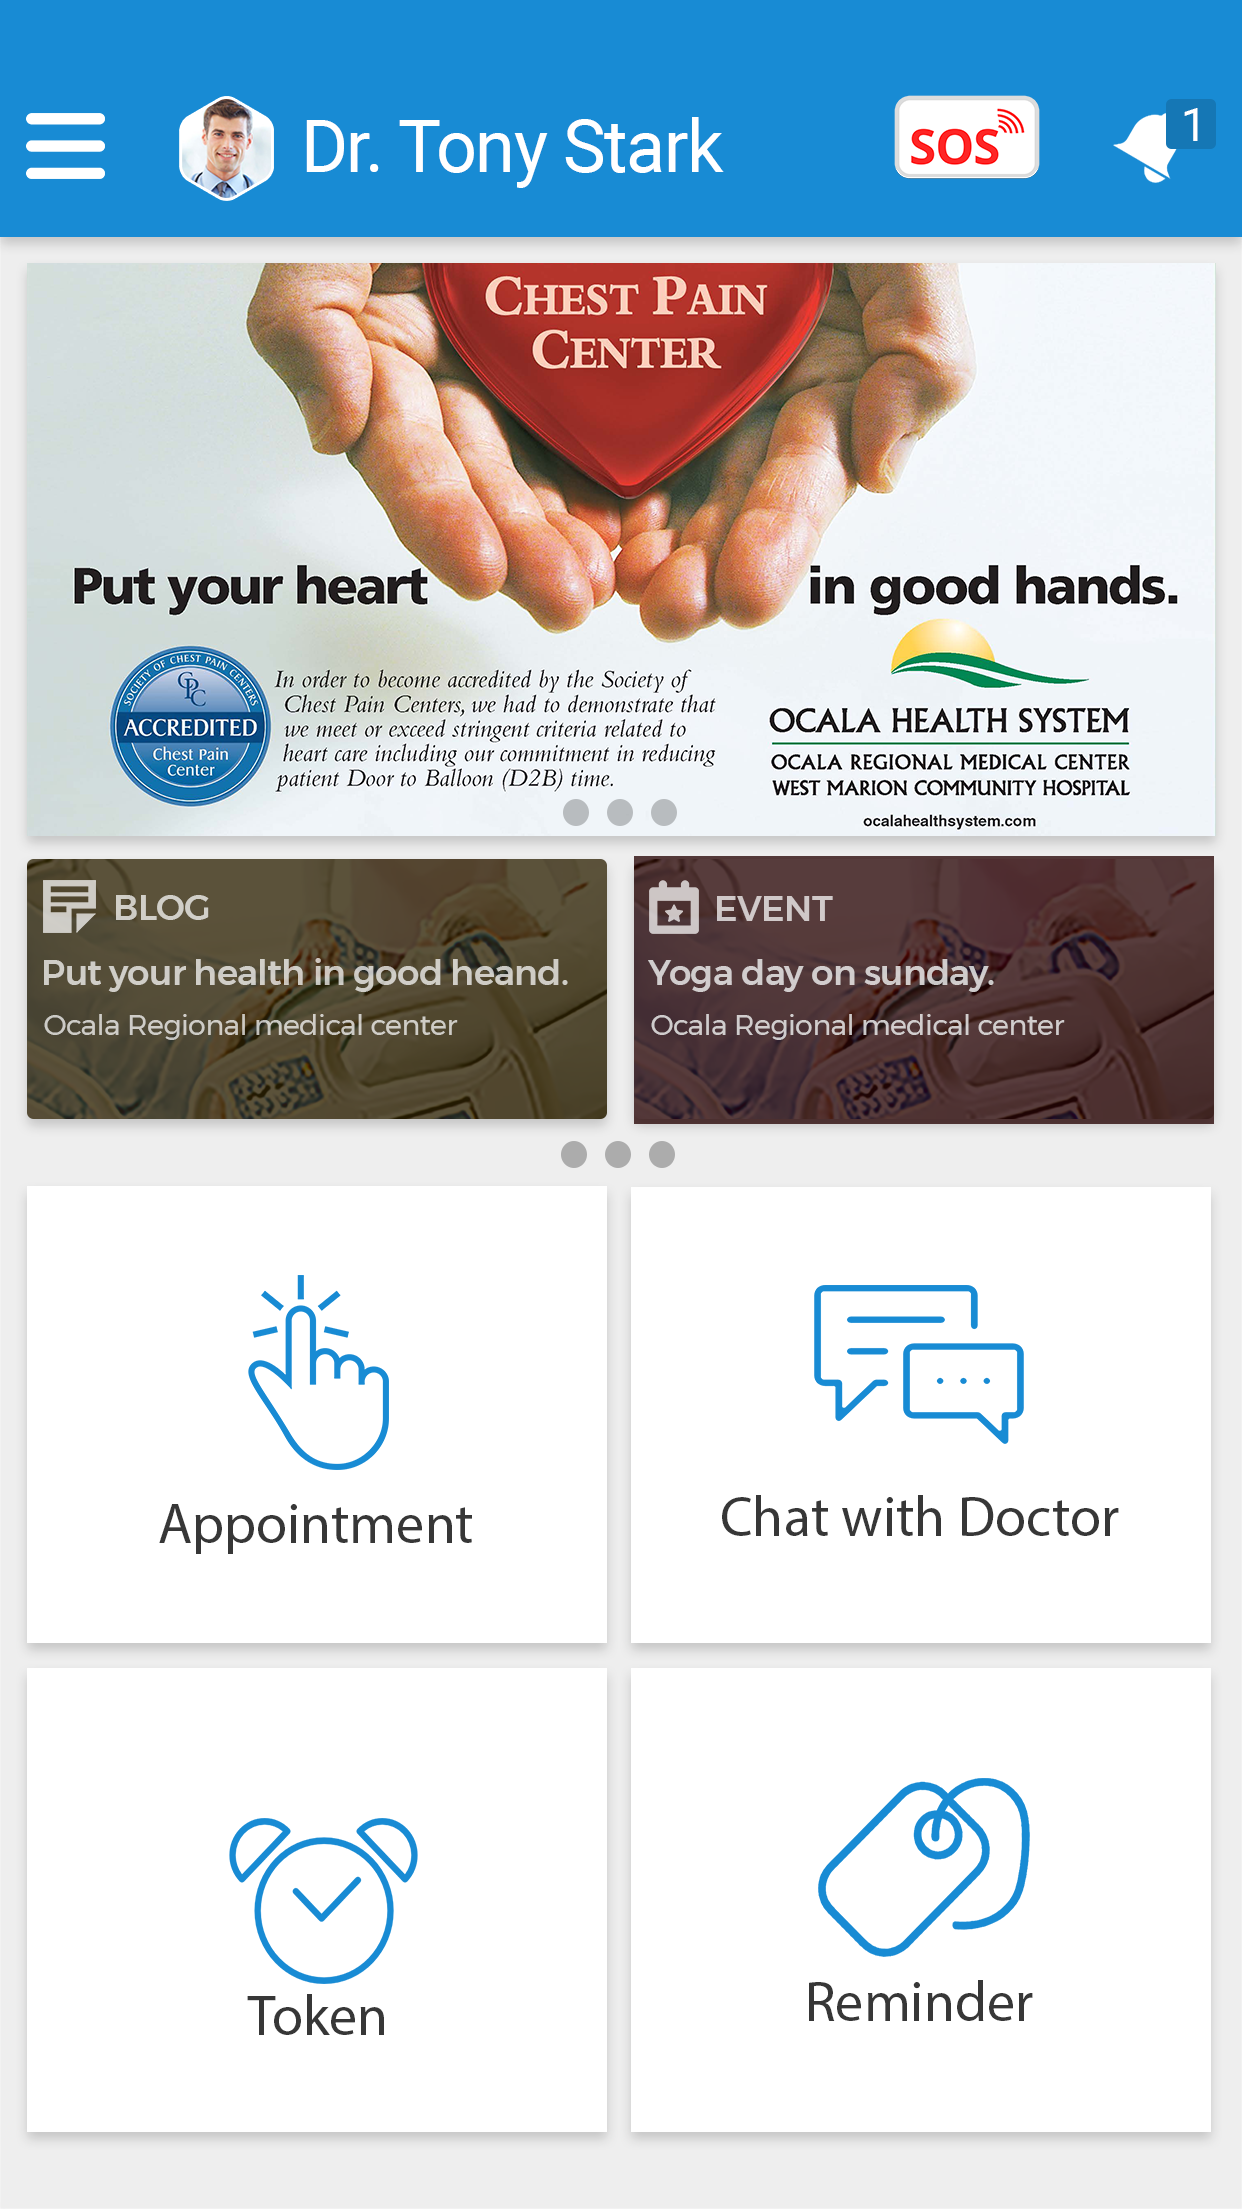 Dr. Tony Stark
SOS
1
CHEST PAIN
CENTER
Put your heart
in good hands.
SOCIETY OF CHEST PAIN CENTERS
CPC
ACCREDITED
Chest Pain
Center
In order to become accredited by the Society of
Chest Pain Centers, we had to demonstrate that
we meet or exceed stringent criteria related to
heart care including our commitment in reducing
patient Door to Balloon (D2B) time.
OCALA HEALTH SYSTEM
OCALA REGIONAL MEDICAL CENTER
WEST MARION COMMUNITY HOSPITAL
ocalahealthsystem.com
BLOG
Put your health in good heand.
Ocala Regional medical center
EVENT
Yoga day on sunday.
Ocala Regional medical center
Appointment
Chat with Doctor
Token
Reminder